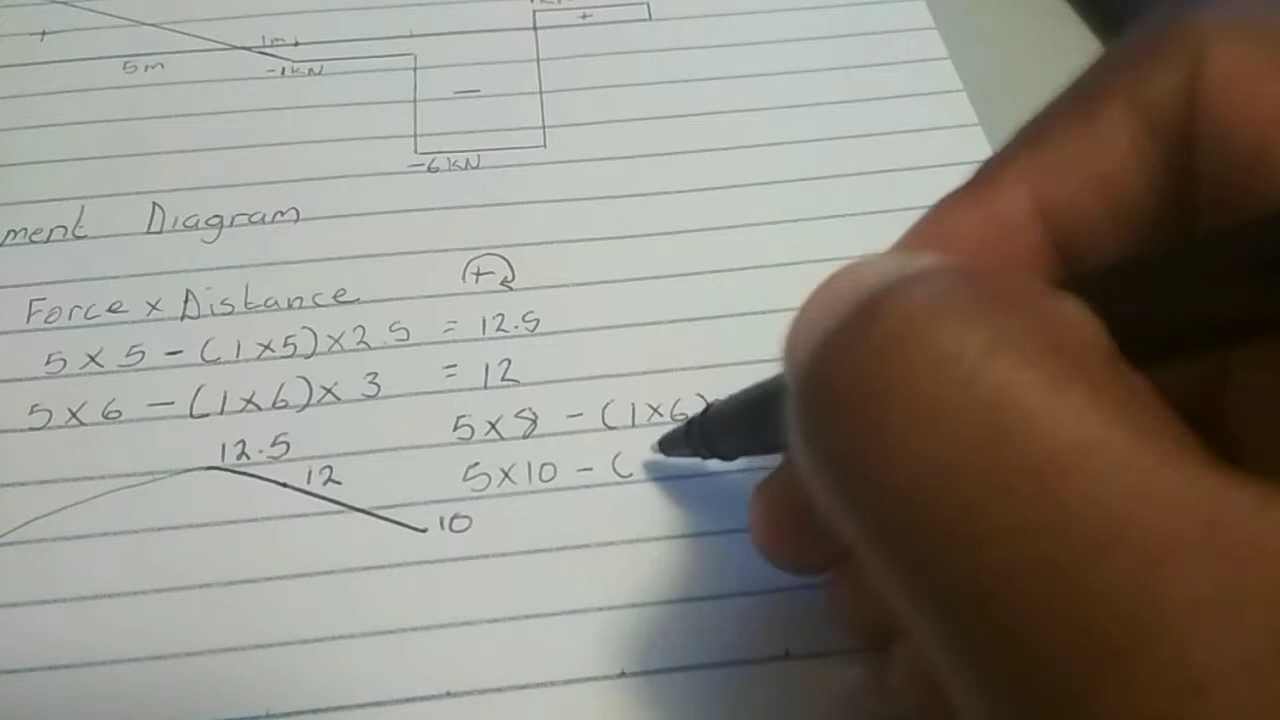 +
1m
5m
-1KN
-
-6KN
ment Diagram
Force x Distance +
5 x 5 - (1 x 5) x 2.5 = 12.5
5 x 6 - (1 x 6) x 3 = 12
5 x 8 - (1 x 6)
12.5
12
5 x 10 - (
10